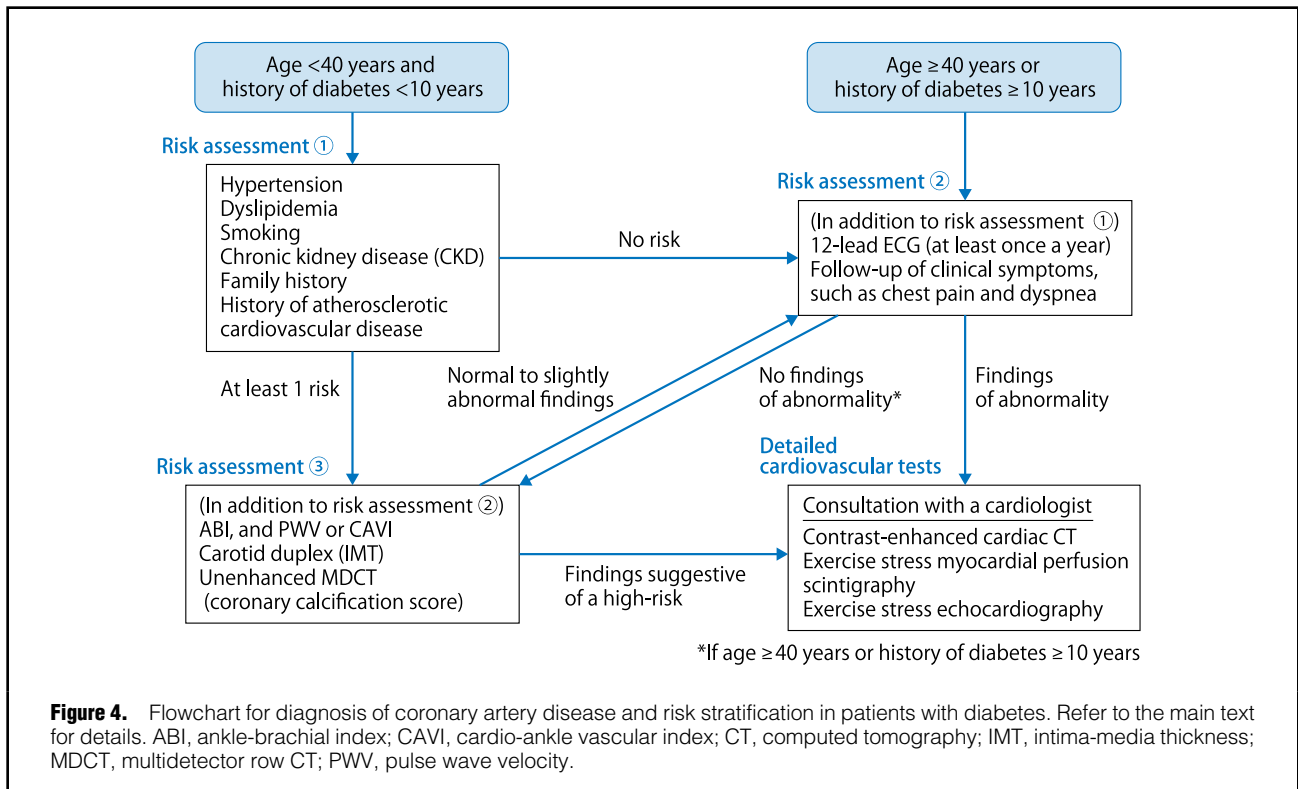 Age <40 years and
history of diabetes <10 years
Age ≥40 years or
history of diabetes ≥10 years
Risk assessment ①
Hypertension
Dyslipidemia
Smoking
Chronic kidney disease (CKD)
Family history
History of atherosclerotic
cardiovascular disease
No risk
Risk assessment ②
(In addition to risk assessment ①)
12-lead ECG (at least once a year)
Follow-up of clinical symptoms,
such as chest pain and dyspnea
At least 1 risk
Normal to slightly
abnormal findings
No findings
of abnormality*
Findings
of abnormality
Risk assessment ③
(In addition to risk assessment ②)
ABI, and PWV or CAVI
Carotid duplex (IMT)
Unenhanced MDCT
(coronary calcification score)
Findings suggestive
of a high-risk
Detailed
cardiovascular tests
Consultation with a cardiologist
Contrast-enhanced cardiac CT
Exercise stress myocardial perfusion
scintigraphy
Exercise stress echocardiography
*If age ≥40 years or history of diabetes ≥10 years
Figure 4. Flowchart for diagnosis of coronary artery disease and risk stratification in patients with diabetes. Refer to the main text
for details. ABI, ankle-brachial index; CAVI, cardio-ankle vascular index; CT, computed tomography; IMT, intima-media thickness;
MDCT, multidetector row CT; PWV, pulse wave velocity.